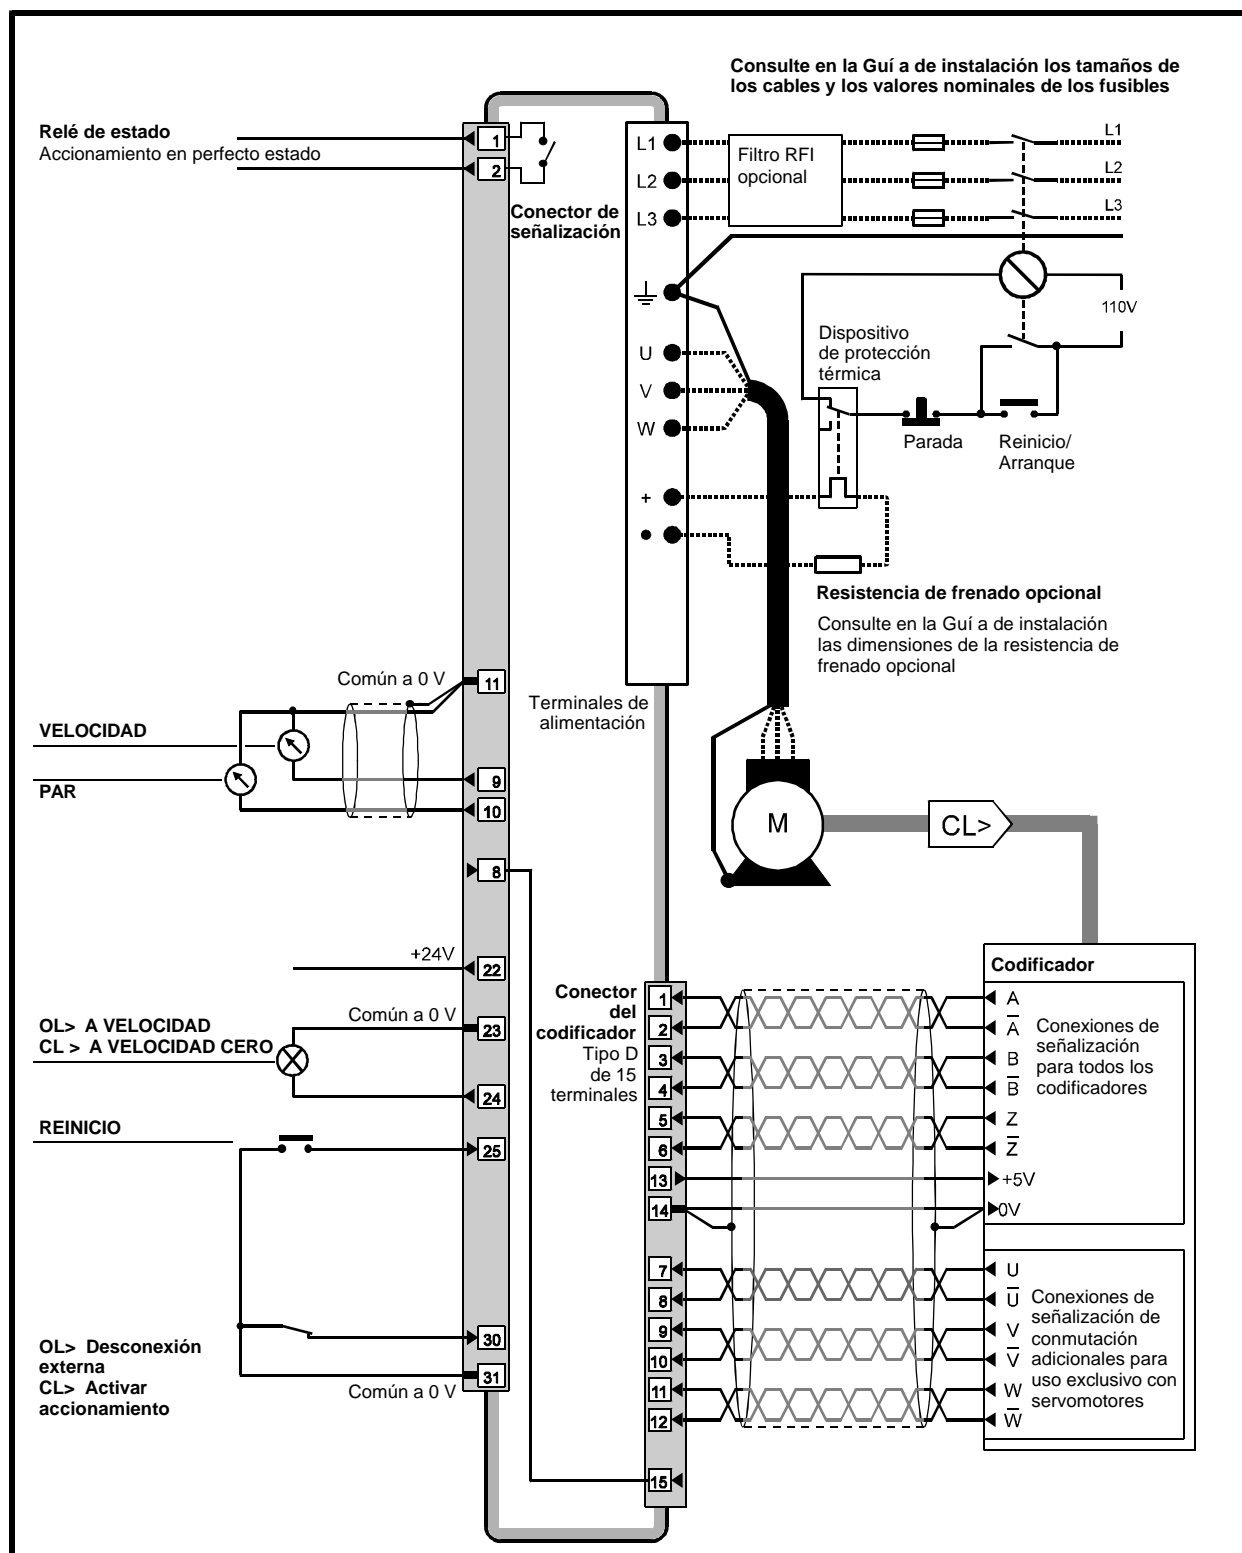 Consulte en la Guí a de instalación los tamaños de
los cables y los valores nominales de los fusibles
Relé de estado
Accionamiento en perfecto estado
1
2
Conector de
señalización
L1
L2
L3
Filtro RFI
opcional
L1
L2
L3
110V
U
V
W
+
Dispositivo
de protección
térmica
Parada
Reinicio/
Arranque
Resistencia de frenado opcional
Consulte en la Guí a de instalación
las dimensiones de la resistencia de
frenado opcional
Común a 0 V
11
Terminales de
alimentación
VELOCIDAD
PAR
9
10
8
M
CL>
+24V
22
OL> A VELOCIDAD
CL > A VELOCIDAD CERO
Común a 0 V
23
24
REINICIO
25
OL> Desconexión
externa
CL> Activar
accionamiento
30
31
Común a 0 V
Conector
del
codificador
Tipo D
de 15
terminales
1
2
3
4
5
6
13
14
7
8
9
10
11
12
15
Codificador
A
A̅
B
B̅
Z
Z̅
+5V
0V
Conexiones de
señalización
para todos los
codificadores
U
U̅
V
V̅
W
W̅
Conexiones de
señalización de
conmutación
adicionales para
uso exclusivo con
servomotores